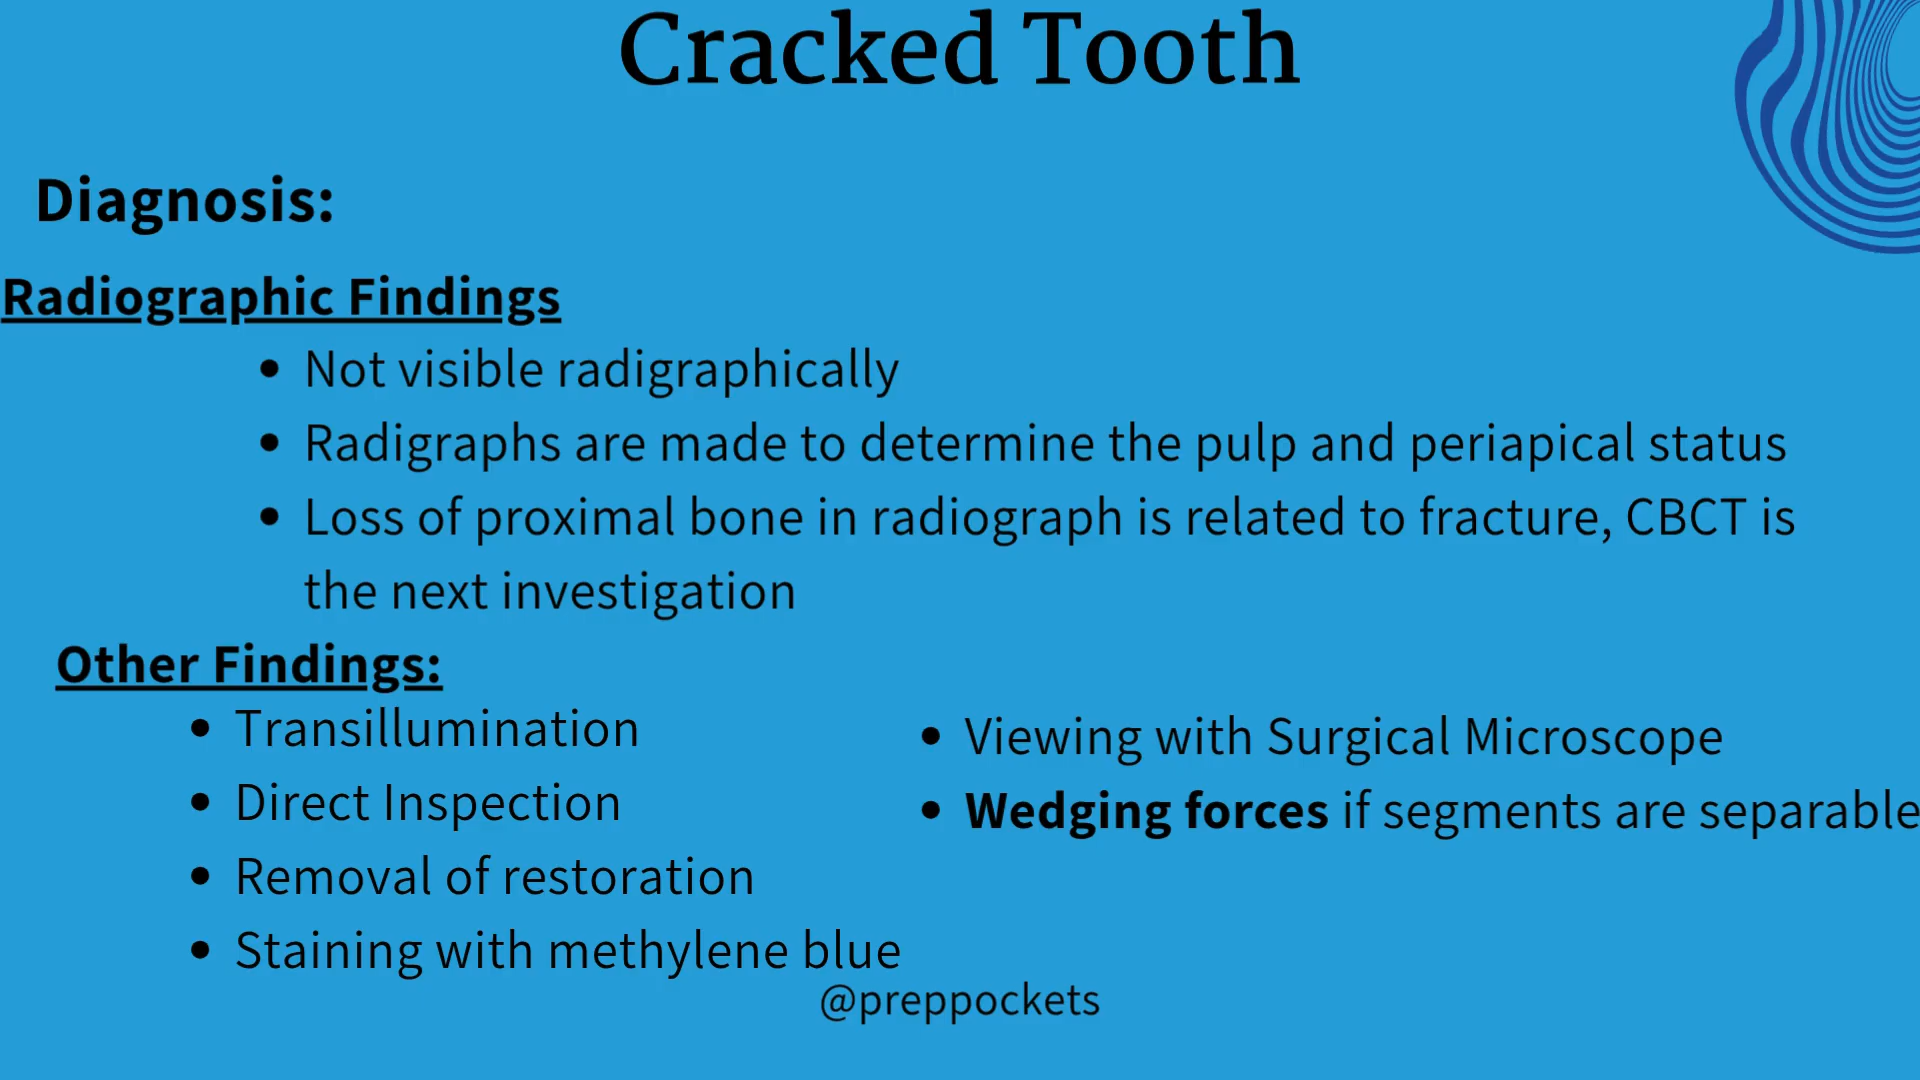 Cracked Tooth
Diagnosis:
Radiographic Findings
• Not visible radigraphically
• Radigraphs are made to determine the pulp and periapical status
• Loss of proximal bone in radiograph is related to fracture, CBCT is
the next investigation
Other Findings:
• Transillumination
• Direct Inspection
• Removal of restoration
• Staining with methylene blue
• Viewing with Surgical Microscope
• Wedging forces if segments are separable
@preppockets